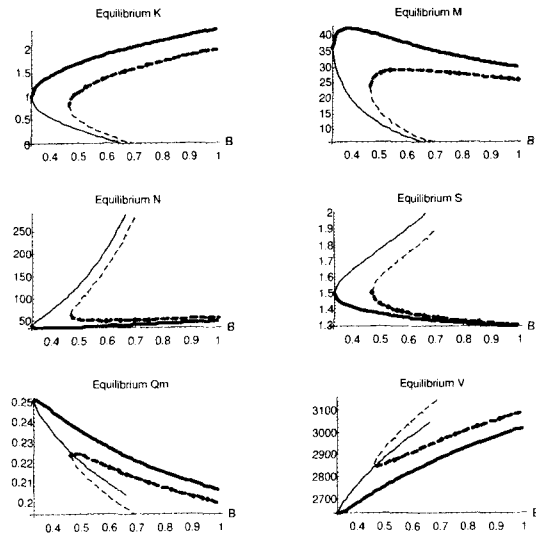 Equilibrium K
2
1.5
1
0.5
0
0.4 0.5 0.6 0.7 0.8 0.9 1
B
Equilibrium M
40
35
30
25
20
15
10
0.4 0.5 0.6 0.7 0.8 0.9 1
B
Equilibrium N
250
200
150
100
50
0.4 0.5 0.6 0.7 0.8 0.9 1
B
Equilibrium S
2
1.9
1.8
1.7
1.6
1.5
1.4
1.3
0.4 0.5 0.6 0.7 0.8 0.9 1
B
Equilibrium Qm
0.25
0.24
0.23
0.22
0.21
0.2
0.4 0.5 0.6 0.7 0.8 0.9 1
B
Equilibrium V
3100
3000
2900
2800
2700
0.4 0.5 0.6 0.7 0.8 0.9 1
B